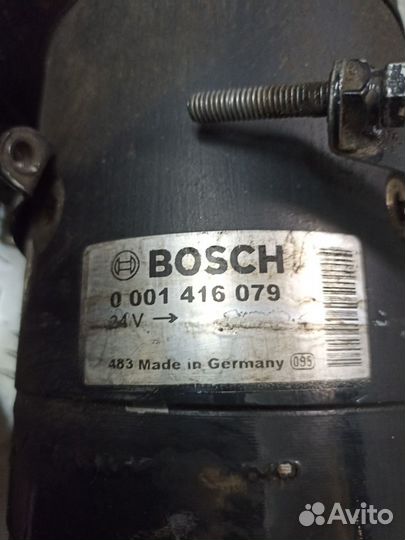 BOSCH
0 001 416 079
24V →
483 Made in Germany 095
Avito